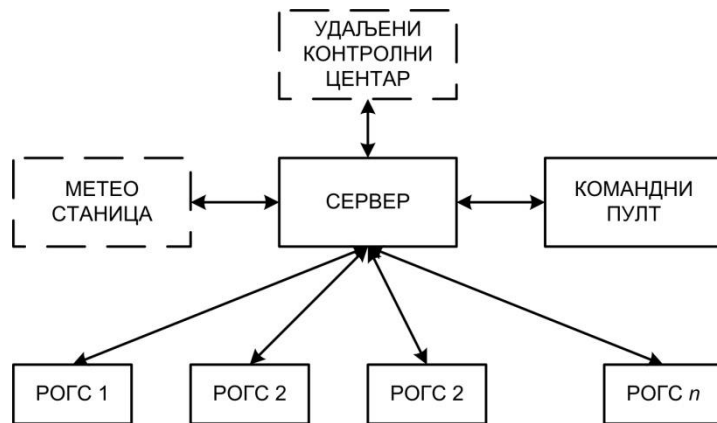 УДАЉЕНИ
КОНТРОЛНИ
ЦЕНТАР
МЕТЕО
СТАНИЦА
СЕРВЕР
КОМАНДНИ
ПУЛТ
РОГС 1
РОГС 2
РОГС 2
РОГС n